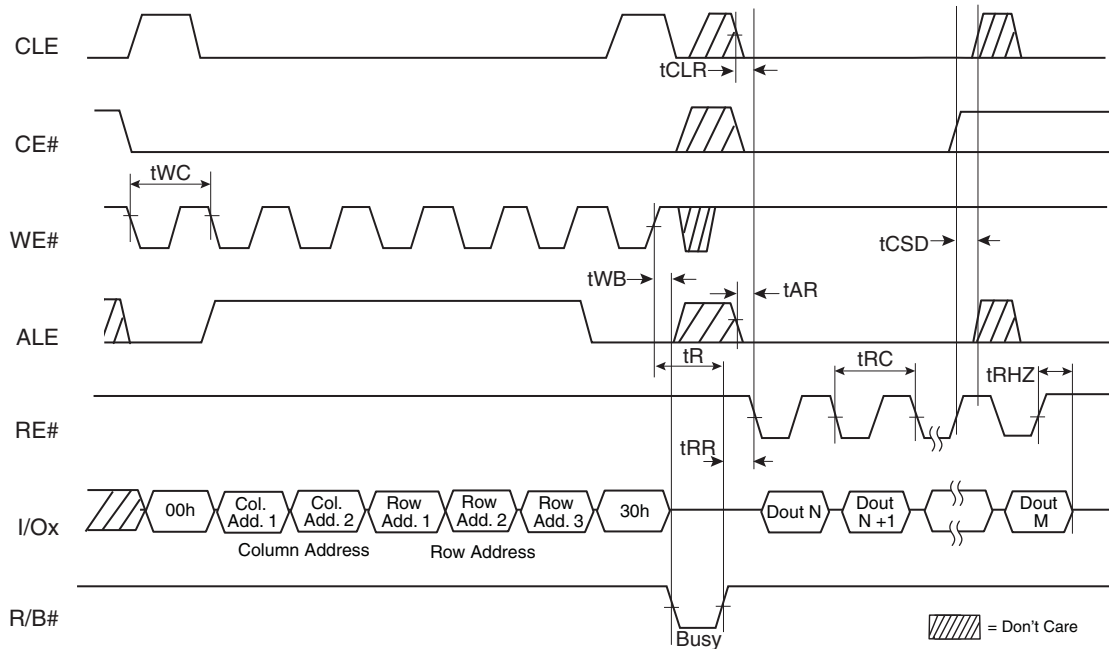 CLE
tCLR
CE#
tWC
WE#
tCSD
tWB
tAR
ALE
tR
tRC
tRHZ
RE#
tRR
I/Ox
00h
Col. Add. 1
Col. Add. 2
Row Add. 1
Row Add. 2
Row Add. 3
30h
Dout N
Dout N +1
Dout M
Column Address
Row Address
R/B#
Busy
= Don't Care